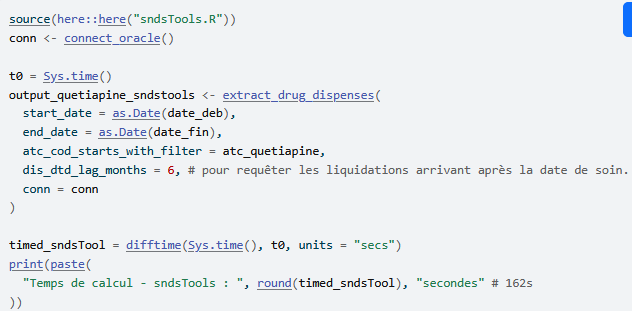 source(here::here("sndsTools.R"))
conn <- connect_oracle()
t0 = Sys.time()
output_quetiapine_sndstools <- extract_drug_dispenses(
start_date = as.Date(date_deb),
end_date = as.Date(date_fin),
atc_cod_starts_with_filter = atc_quetiapine,
dis_dtd_lag_months = 6, # pour requêter les liquidations arrivant après la date de soin.
conn = conn
)
timed_sndsTool = difftime(Sys.time(), t0, units = "secs")
print(paste(
"Temps de calcul - sndsTools : ", round(timed_sndsTool), "secondes" # 162s
))